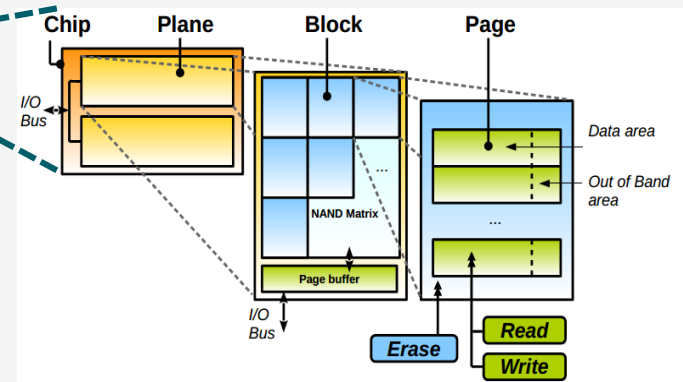 Chip
Plane
Block
Page
I/O
Bus
Data area
Out of Band
area
...
NAND Matrix
...
Page buffer
I/O
Bus
Erase
Read
Write